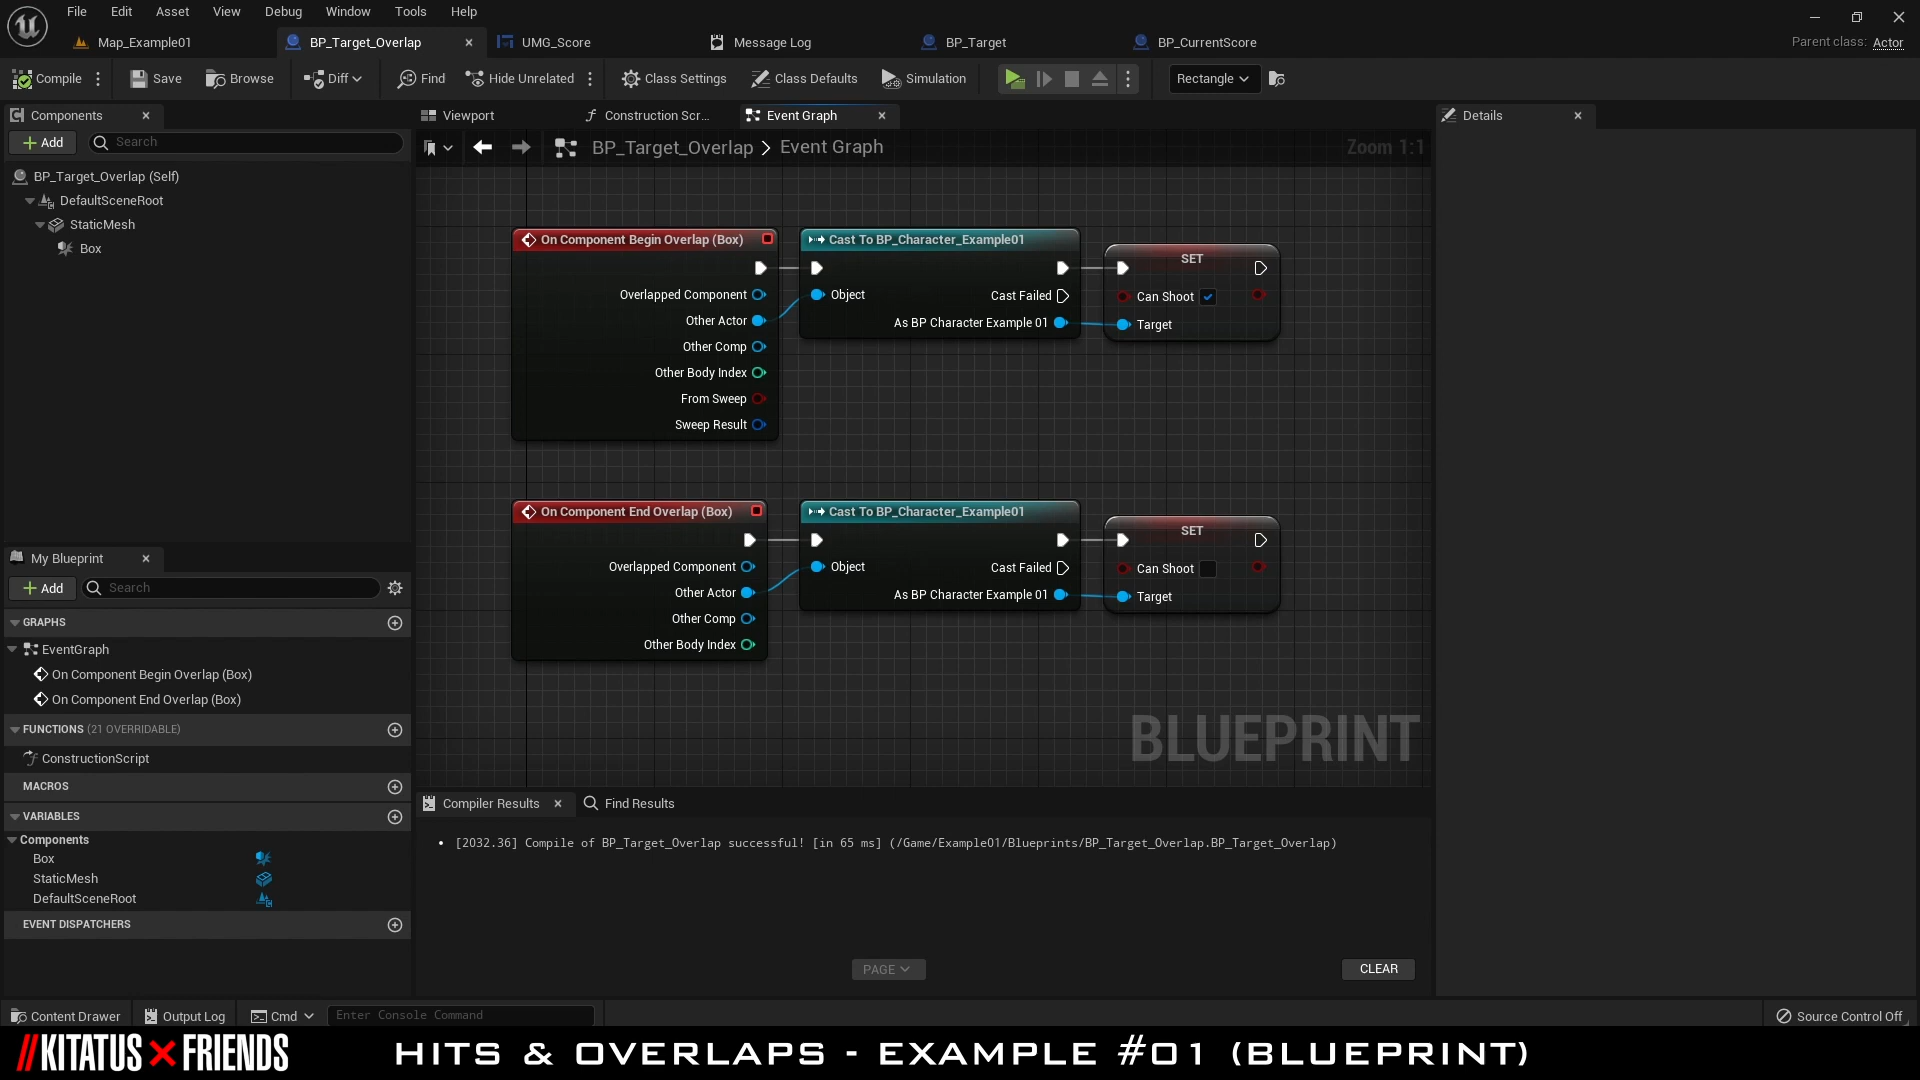 File Edit Asset View Debug Window Tools Help
Map_Example01 BP_Target_Overlap UMG_Score Message Log BP_Target BP_CurrentScore Parent class: Actor
Compile Save Browse Diff Find Hide Unrelated Class Settings Class Defaults Simulation Rectangle
Components
Add Search
BP_Target_Overlap (Self)
DefaultSceneRoot
StaticMesh
Box
Viewport Construction Scr... Event Graph
BP_Target_Overlap > Event Graph Zoom 1:1
On Component Begin Overlap (Box)
Overlapped Component
Other Actor
Other Comp
Other Body Index
From Sweep
Sweep Result
Cast To BP_Character_Example01
Object Cast Failed
As BP Character Example 01
SET
Can Shoot
Target
On Component End Overlap (Box)
Overlapped Component
Other Actor
Other Comp
Other Body Index
Cast To BP_Character_Example01
Object Cast Failed
As BP Character Example 01
SET
Can Shoot
Target
BLUEPRINT
Details
My Blueprint
Add Search
GRAPHS
EventGraph
On Component Begin Overlap (Box)
On Component End Overlap (Box)
FUNCTIONS (21 OVERRIDABLE)
ConstructionScript
MACROS
VARIABLES
Components
Box
StaticMesh
DefaultSceneRoot
EVENT DISPATCHERS
Compiler Results Find Results
[2032.36] Compile of BP_Target_Overlap successful! [in 65 ms] (/Game/Example01/Blueprints/BP_Target_Overlap.BP_Target_Overlap)
PAGE CLEAR
Content Drawer Output Log Cmd Enter Console Command Source Control Off
//KITATUS X FRIENDS HITS & OVERLAPS - EXAMPLE #01 (BLUEPRINT)